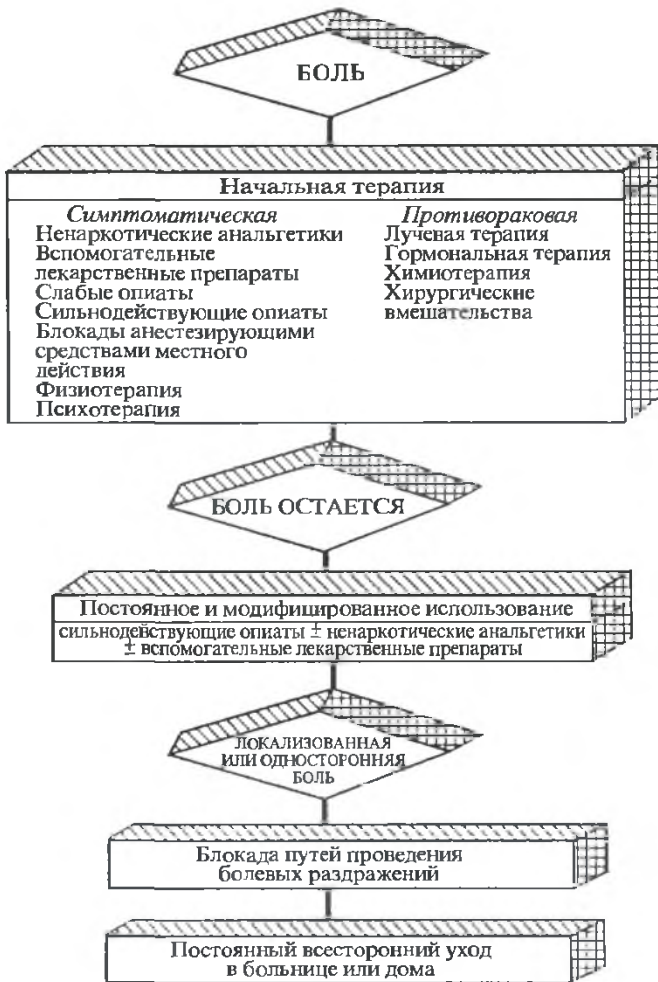 БОЛЬ
Начальная терапия
Симптоматическая
Ненаркотические анальгетики
Вспомогательные
лекарственные препараты
Слабые опиаты
Сильнодействующие опиаты
Блокады анестезирующими
средствами местного
действия
Физиотерапия
Психотерапия
Противораковая
Лучевая терапия
Гормональная терапия
Химиотерапия
Хирургические
вмешательства
БОЛЬ ОСТАЕТСЯ
Постоянное и модифицированное использование
сильнодействующие опиаты ± ненаркотические анальгетики
± вспомогательные лекарственные препараты
ЛОКАЛИЗОВАННАЯ
ИЛИ ОДНОСТОРОННЯЯ
БОЛЬ
Блокада путей проведения
болевых раздражений
Постоянный всесторонний уход
в больнице или дома